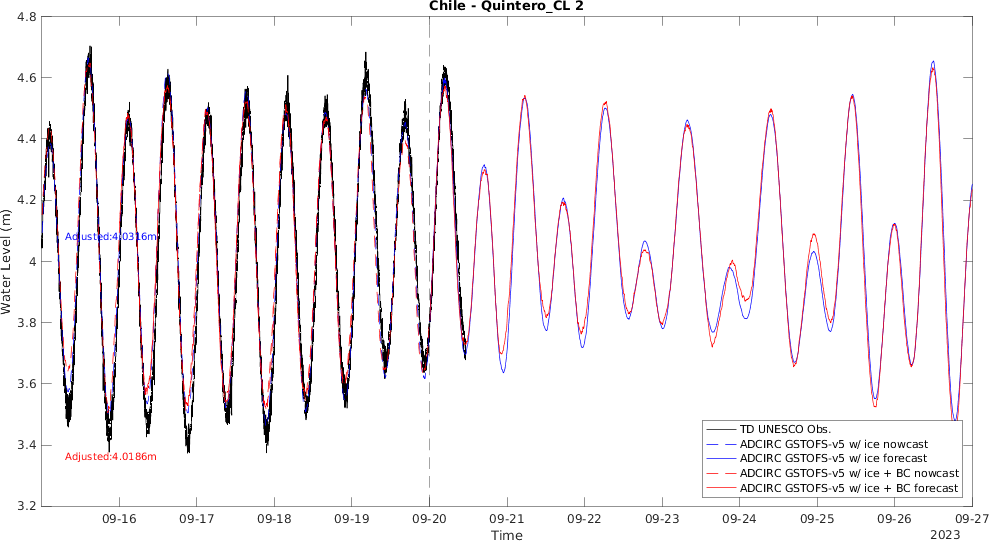 Chile - Quintero_CL 2
Water Level (m)
4.8
4.6
4.4
4.2
4
3.8
3.6
3.4
3.2
Adjusted:4.0316m
Adjusted:4.0186m
TD UNESCO Obs.
ADCIRC GSTOFS-v5 w/ ice nowcast
ADCIRC GSTOFS-v5 w/ ice forecast
ADCIRC GSTOFS-v5 w/ ice + BC nowcast
ADCIRC GSTOFS-v5 w/ ice + BC forecast
09-16 09-17 09-18 09-19 09-20 09-21 09-22 09-23 09-24 09-25 09-26 09-27
Time
2023